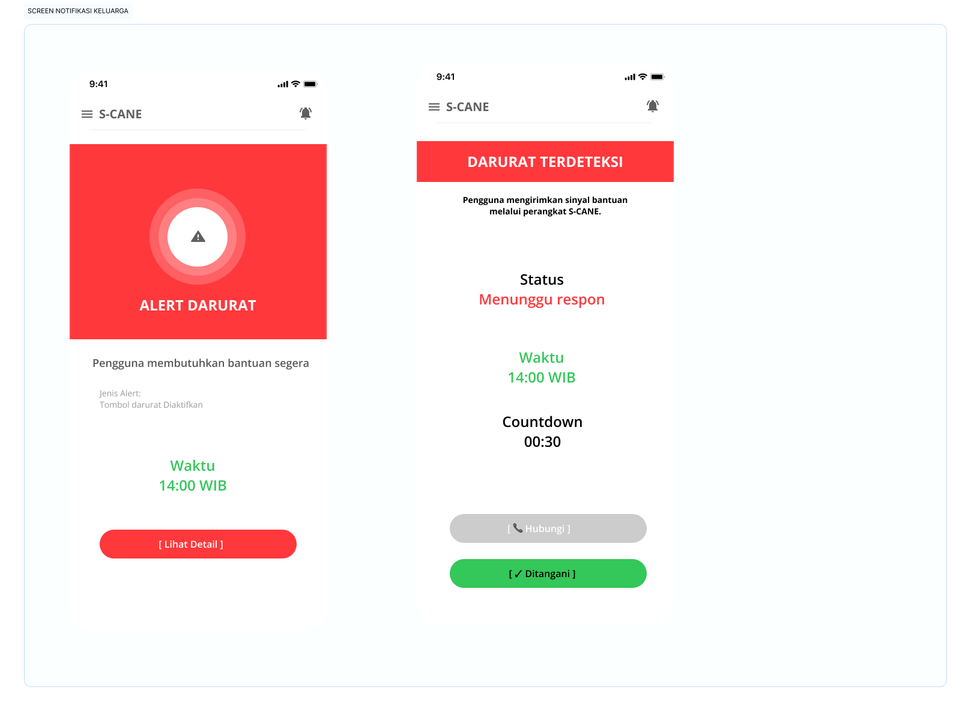 SCREEN NOTIFIKASI KELUARGA
9:41
S-CANE
ALERT DARURAT
Pengguna membutuhkan bantuan segera
Jenis Alert:
Tombol darurat Diaktifkan
Waktu
14:00 WIB
[ Lihat Detail ]
9:41
S-CANE
DARURAT TERDETEKSI
Pengguna mengirimkan sinyal bantuan
melalui perangkat S-CANE.
Status
Menunggu respon
Waktu
14:00 WIB
Countdown
00:30
[ 📞 Hubungi ]
[ ✓ Ditangani ]